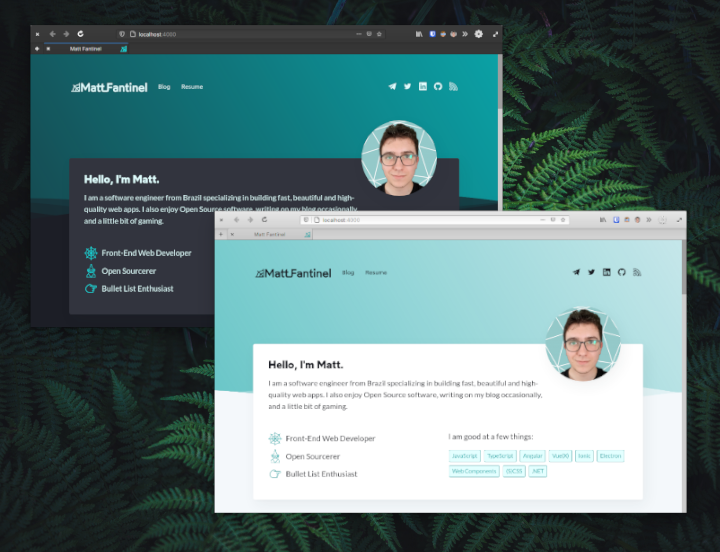 localhost:4000
Matt Fantinel
Matt.Fantinel
Blog
Resume
Hello, I'm Matt.
I am a software engineer from Brazil specializing in building fast, beautiful and high-
quality web apps. I also enjoy Open Source software, writing on my blog occasionally,
and a little bit of gaming.
Front-End Web Developer
Open Sourcerer
Bullet List Enthusiast
localhost:4000
Matt Fantinel
Matt.Fantinel
Blog
Resume
Hello, I'm Matt.
I am a software engineer from Brazil specializing in building fast, beautiful and high-
quality web apps. I also enjoy Open Source software, writing on my blog occasionally,
and a little bit of gaming.
Front-End Web Developer
Open Sourcerer
Bullet List Enthusiast
I am good at a few things:
JavaScript TypeScript Angular Ionic Electron
Web Components (S)CSS .NET